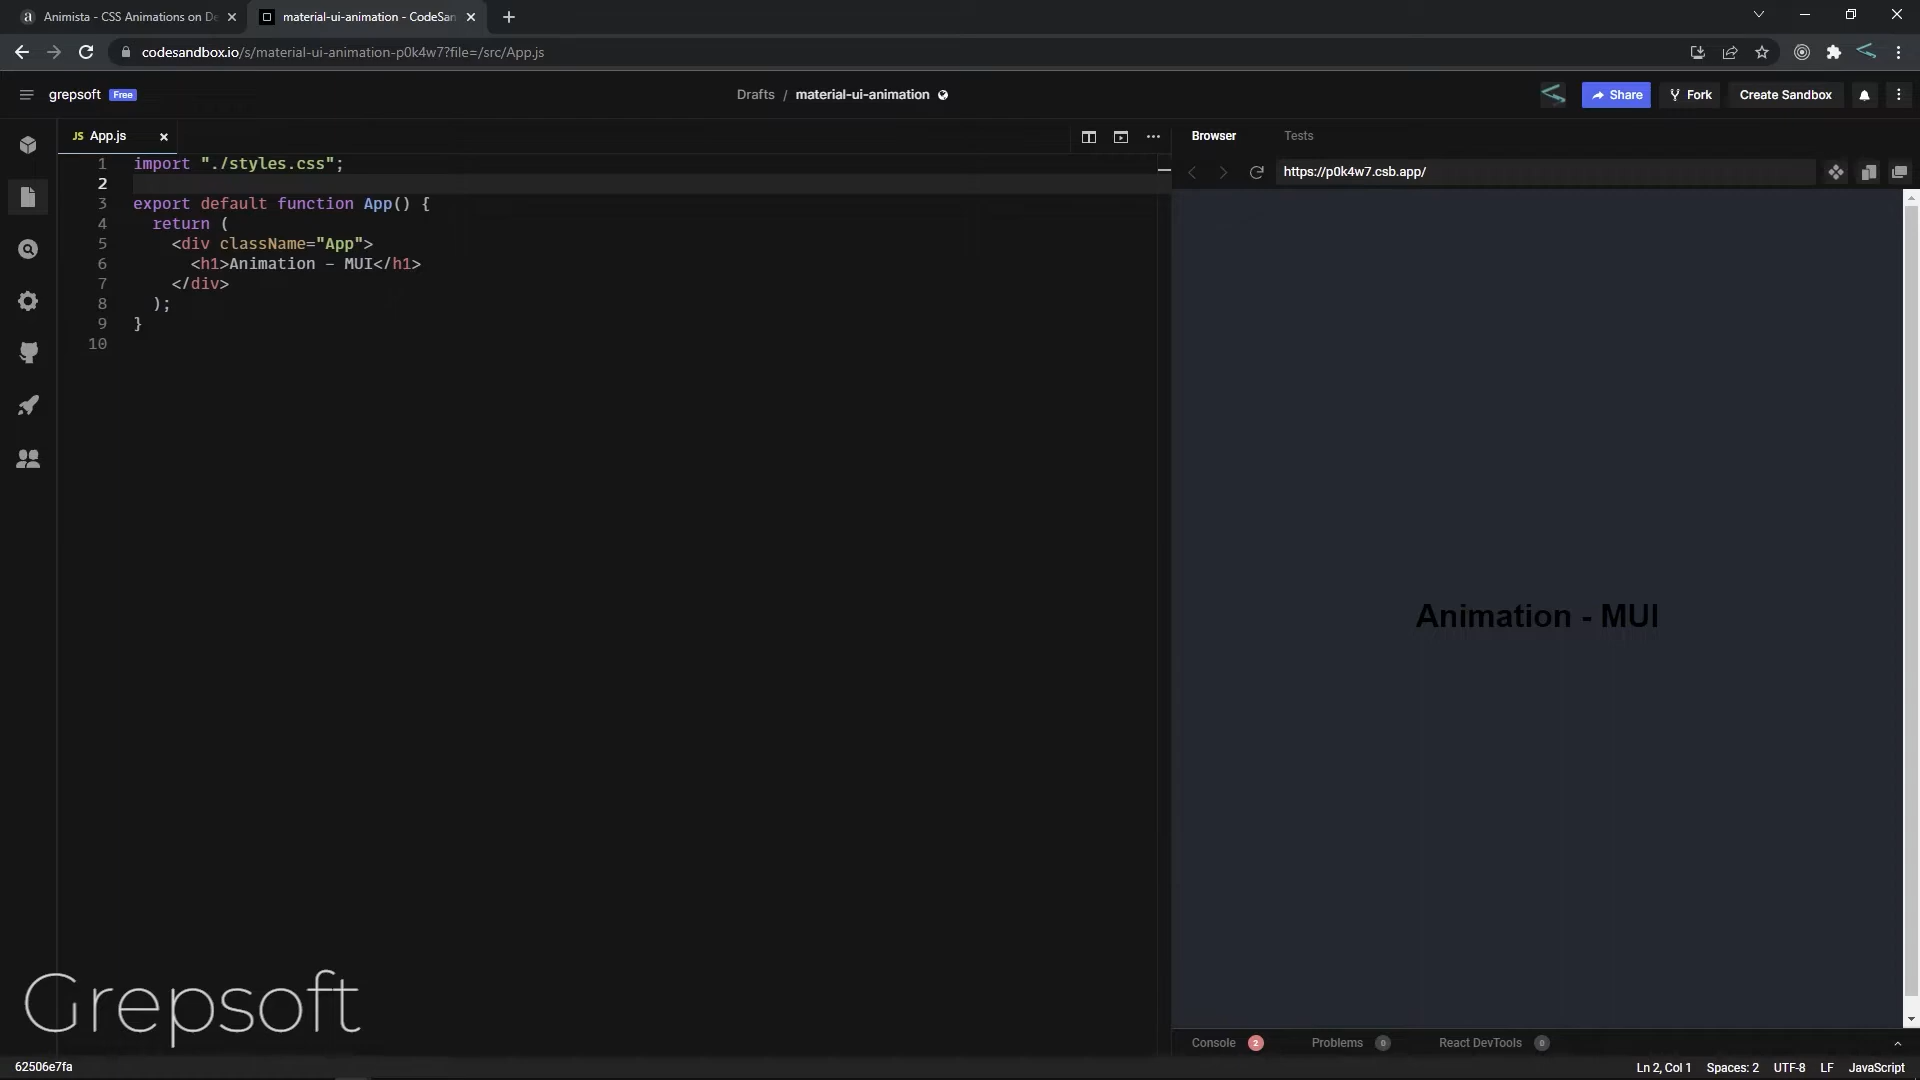 Animista - CSS Animations on De
material-ui-animation - CodeSan
codesandbox.io/s/material-ui-animation-p0k4w7?file=/src/App.js
grepsoft Free
Drafts / material-ui-animation
Share
Fork
Create Sandbox
JS App.js
Browser
Tests
https://p0k4w7.csb.app/
1 import "./styles.css";
2
3 export default function App() {
4 return (
5 <div className="App">
6 <h1>Animation - MUI</h1>
7 </div>
8 );
9 }
10
Animation - MUI
Grepsoft
Console 2
Problems 0
React DevTools 0
62506e7fa
Ln 2, Col 1
Spaces: 2
UTF-8
LF
JavaScript